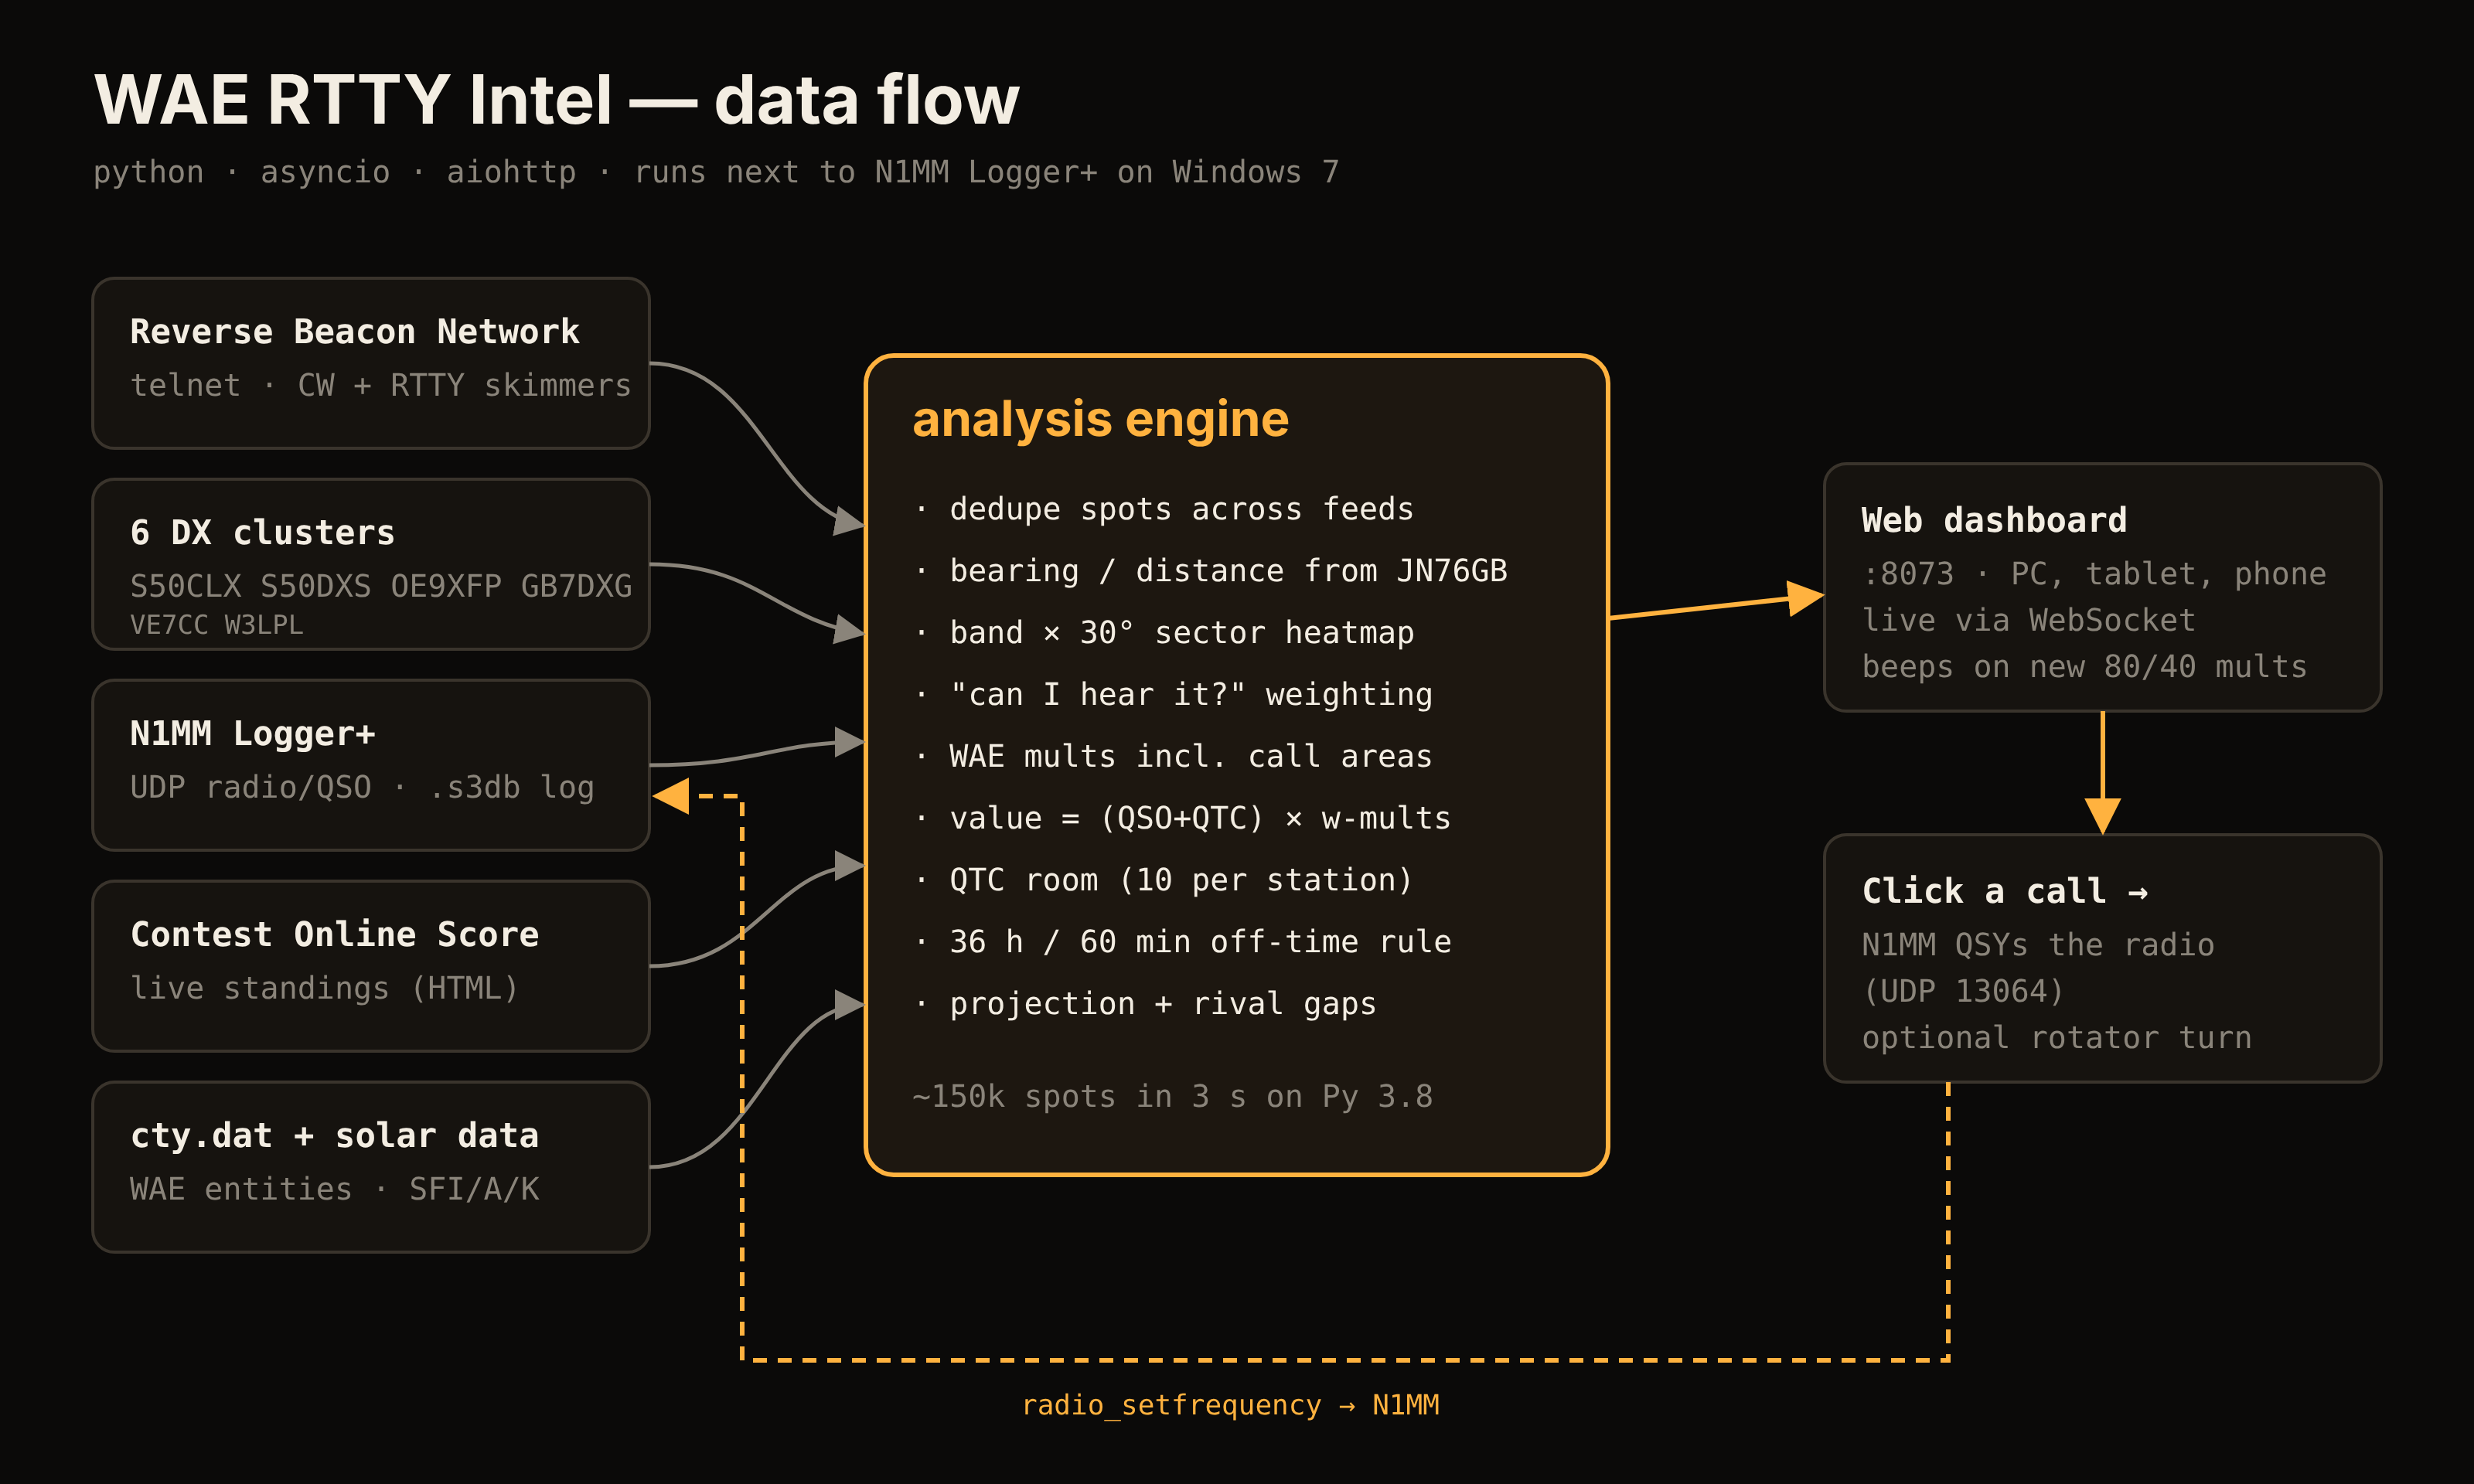 WAE RTTY Intel — data flow
python · asyncio · aiohttp · runs next to N1MM Logger+ on Windows 7
Reverse Beacon Network
telnet · CW + RTTY skimmers
6 DX clusters
S50CLX S50DXS OE9XFP GB7DXG
VE7CC W3LPL
N1MM Logger+
UDP radio/QSO · .s3db log
Contest Online Score
live standings (HTML)
cty.dat + solar data
WAE entities · SFI/A/K
analysis engine
· dedupe spots across feeds
· bearing / distance from JN76GB
· band × 30° sector heatmap
· "can I hear it?" weighting
· WAE mults incl. call areas
· value = (QSO+QTC) × w-mults
· QTC room (10 per station)
· 36 h / 60 min off-time rule
· projection + rival gaps
~150k spots in 3 s on Py 3.8
Web dashboard
:8073 · PC, tablet, phone
live via WebSocket
beeps on new 80/40 mults
Click a call →
N1MM QSYs the radio
(UDP 13064)
optional rotator turn
radio_setfrequency → N1MM